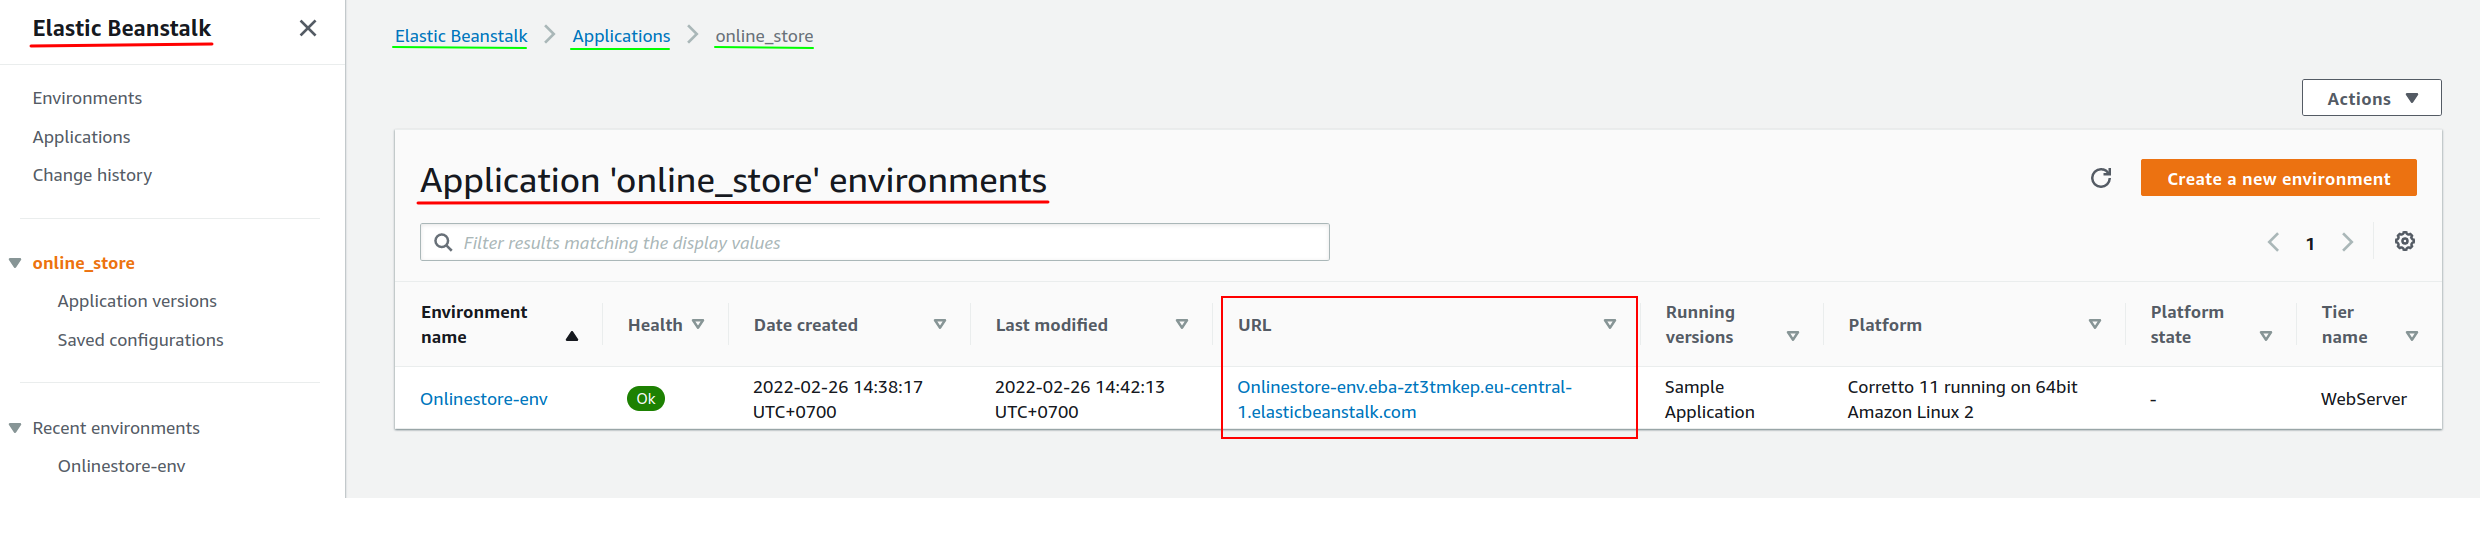 Elastic Beanstalk
Environments
Applications
Change history
online_store
Application versions
Saved configurations
Recent environments
Onlinestore-env
Elastic Beanstalk Applications online_store
Actions
Application 'online_store' environments
Create a new environment
Filter results matching the display values
1
Environment name
Health
Date created
Last modified
URL
Running versions
Platform
Platform state
Tier name
Onlinestore-env
Ok
2022-02-26 14:38:17
UTC+0700
2022-02-26 14:42:13
UTC+0700
Onlinestore-env.eba-zt3tmkep.eu-central-
1.elasticbeanstalk.com
Sample
Application
Corretto 11 running on 64bit
Amazon Linux 2
-
WebServer